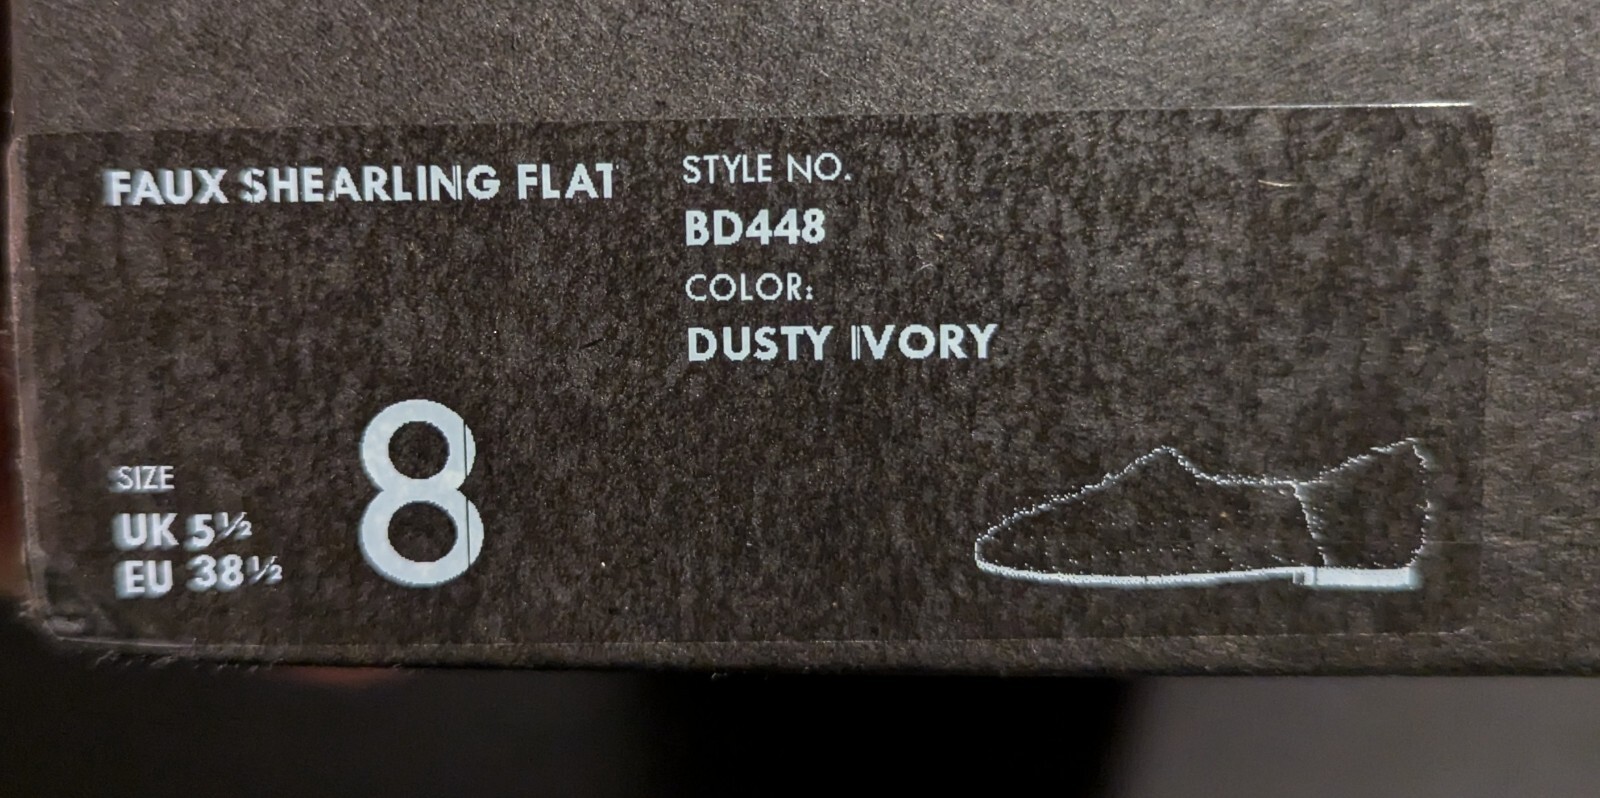 FAUX SHEARLING FLAT
STYLE NO.
BD448
COLOR:
DUSTY IVORY
SIZE
UK 5½
EU 38½
8